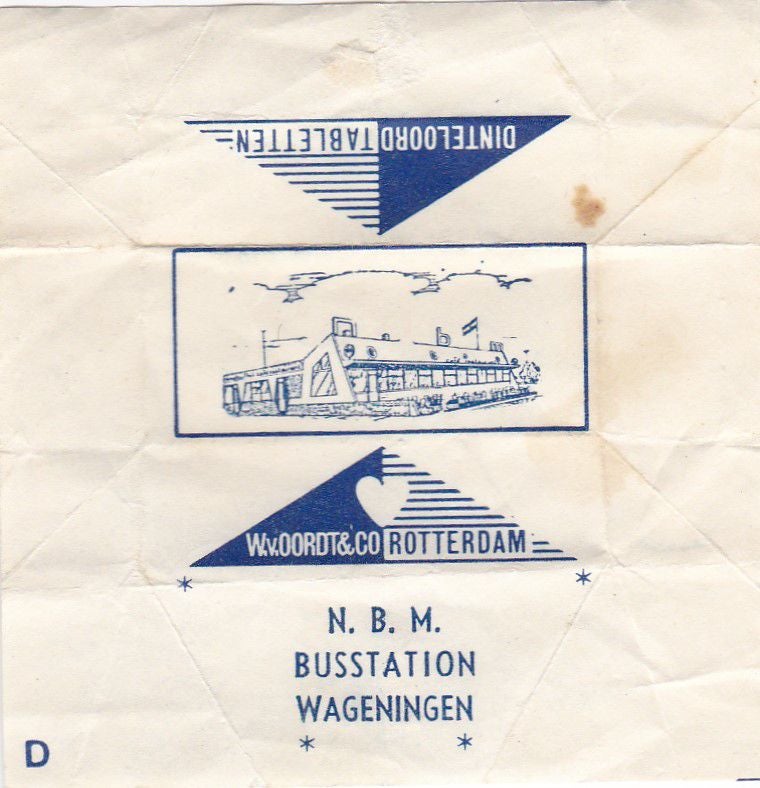 DINTELOORD TABLETTEN
W.v.OORDT & CO ROTTERDAM
N. B. M.
BUSSTATION
WAGENINGEN
D